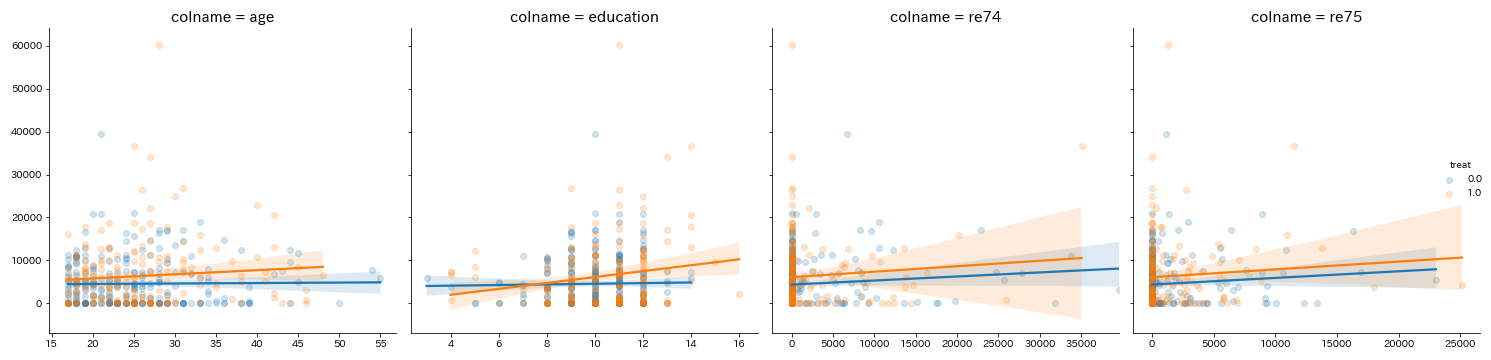 colname = age
colname = education
colname = re74
colname = re75
60000
50000
40000
30000
20000
10000
0
treat
0.0
1.0
15 20 25 30 35 40 45 50 55
4 6 8 10 12 14 16
0 5000 10000 15000 20000 25000 30000 35000
0 5000 10000 15000 20000 25000